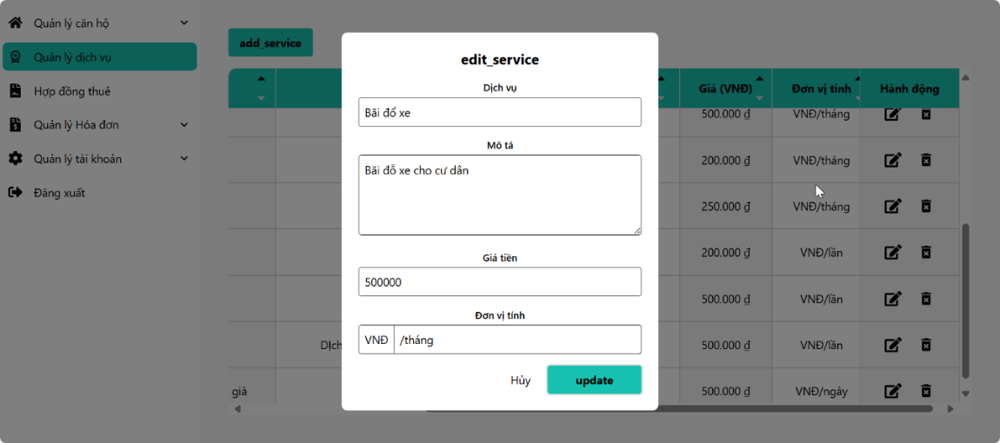 Quản lý căn hộ
Quản lý dịch vụ
Hợp đồng thuê
Quản lý Hóa đơn
Quản lý tài khoản
Đăng xuất
add_service
Giá (VNĐ) Đơn vị tính Hành động
500.000 ₫ VNĐ/tháng
200.000 ₫ VNĐ/tháng
250.000 ₫ VNĐ/tháng
200.000 ₫ VNĐ/lần
500.000 ₫ VNĐ/lần
Dịch 500.000 ₫ VNĐ/lần
già 500.000 ₫ VNĐ/ngày
edit_service
Dịch vụ
Bãi đổ xe
Mô tả
Bãi đỗ xe cho cư dân
Giá tiền
500000
Đơn vị tính
VNĐ /tháng
Hủy update